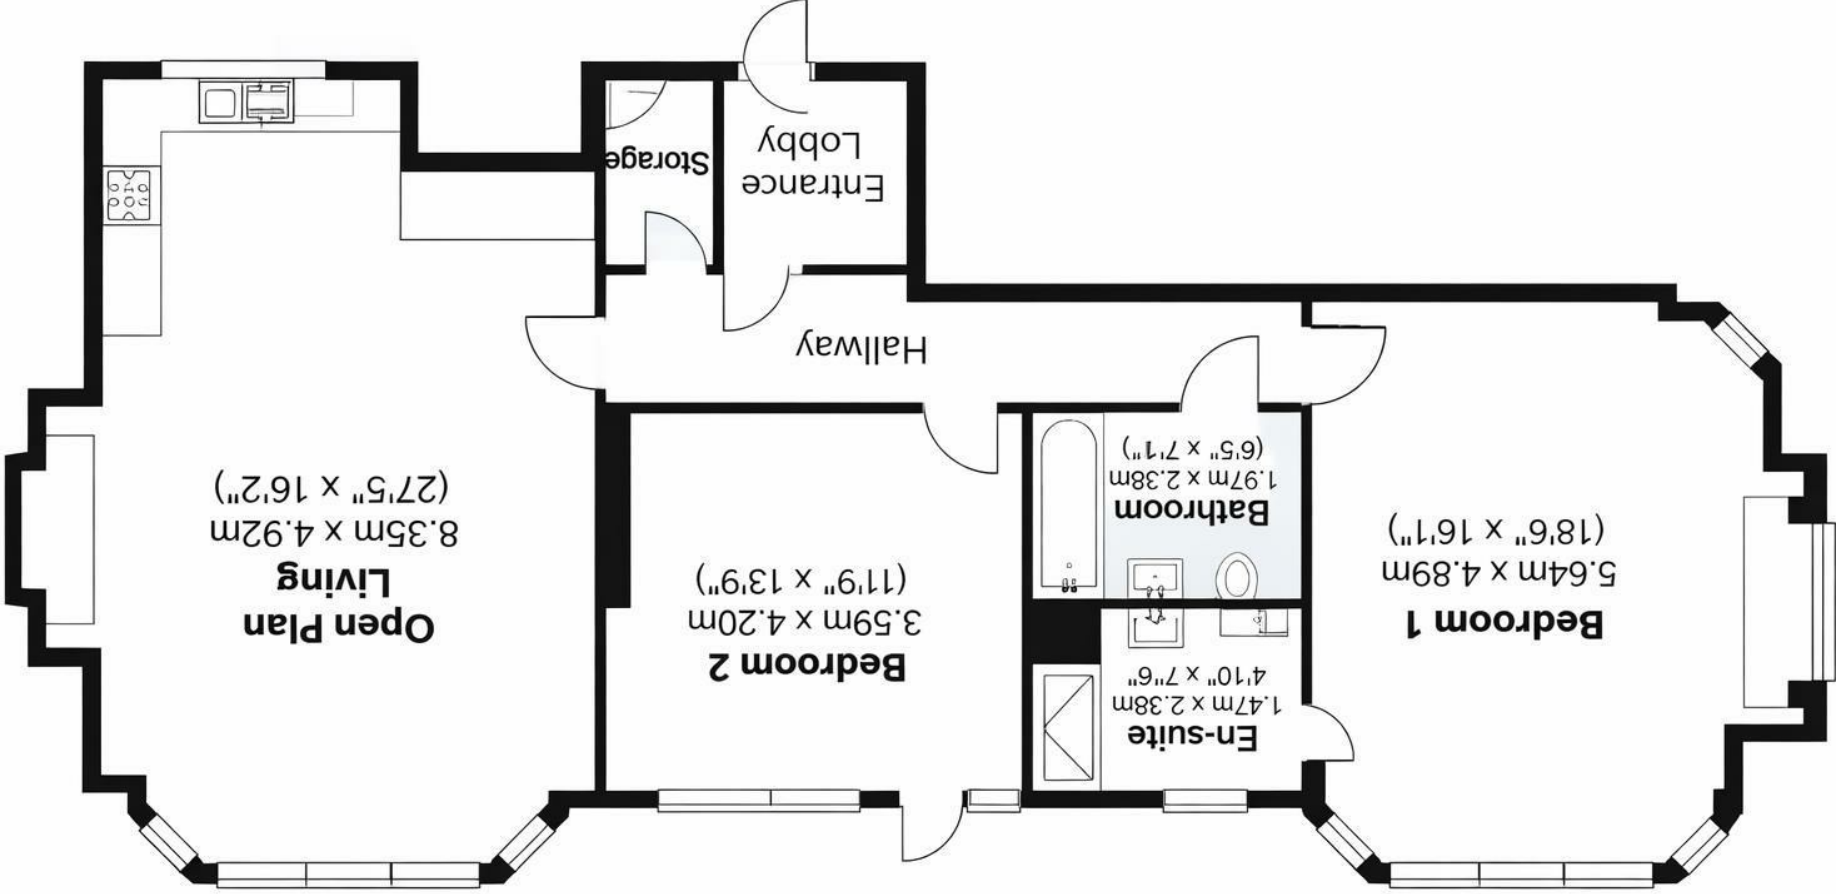 En-suite
1.47m x 2.38m
4'10" x 7'6"
Bedroom 1
5.64m x 4.89m
(18'6" x 16'1")
Bedroom 2
3.59m x 4.20m
(11'9" x 13'9")
Open Plan
Living
8.35m x 4.92m
(27'5" x 16'2")
Bathroom
1.97m x 2.38m
(6'5" x 7'1")
Hallway
Entrance
Lobby
Storage